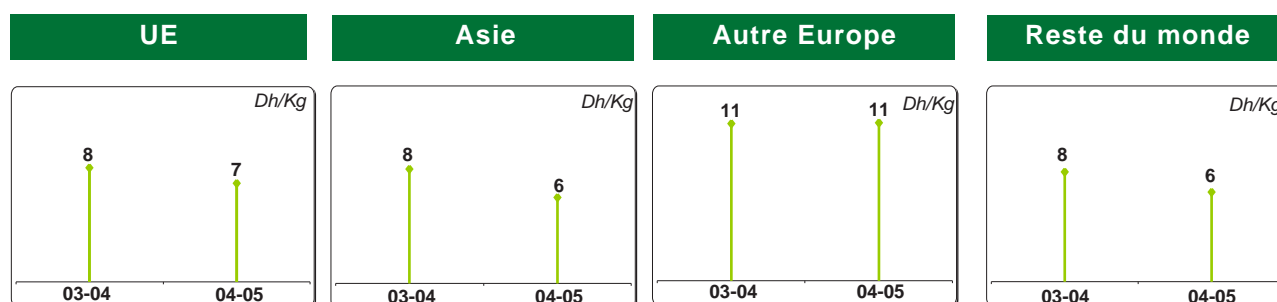 UE
Dh/Kg
8
7
03-04 04-05
Asie
Dh/Kg
8
6
03-04 04-05
Autre Europe
Dh/Kg
11 11
03-04 04-05
Reste du monde
Dh/Kg
8
6
03-04 04-05